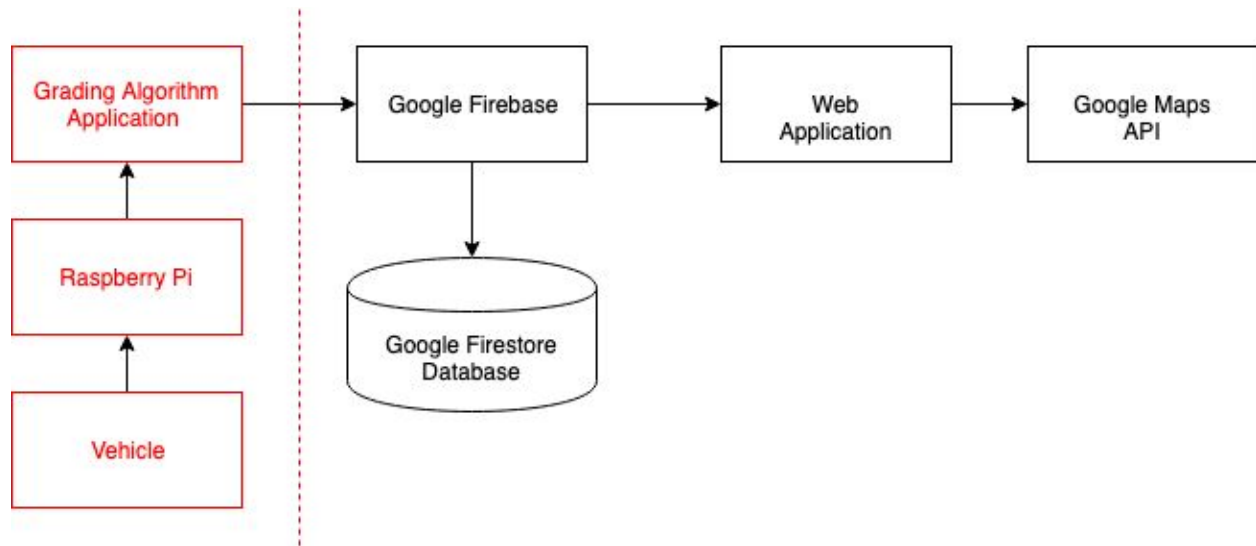 Grading Algorithm
Application
Google Firebase
Web
Application
Google Maps
API
Raspberry Pi
Google Firestore
Database
Vehicle